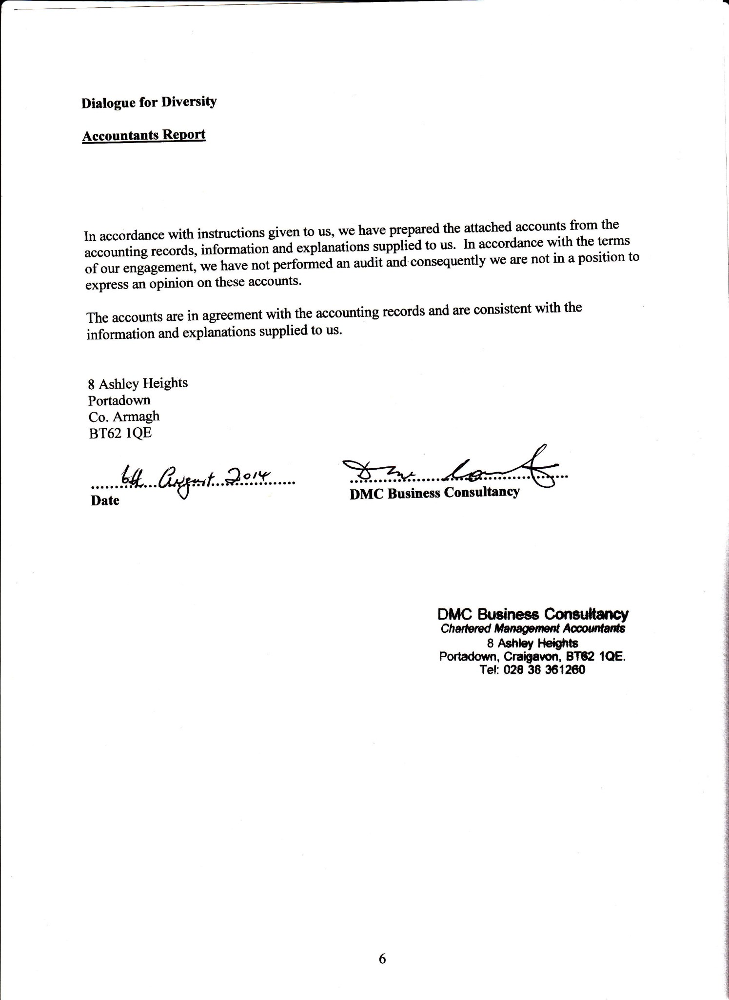 Dialogue for Diversity
Accountants Report
In accordance with instructions given to us, we have prepared the attached accounts from the
accounting records, information and explanations supplied to us.  In accordance with the terms
of our engagement, we have not performed an audit and consequently we are not in a position to
express an opinion on these accounts.
The accounts are in agreement with the accounting records and are consistent with the
information and explanations supplied to us.
8 Ashley Heights
Portadown
Co. Armagh
BT62 1QE
6th August 2014
Date
DMC Business Consultancy
DMC Business Consultancy
Chartered Management Accountants
8 Ashley Heights
Portadown, Craigavon, BT62 1QE.
Tel: 028 38 361260
6